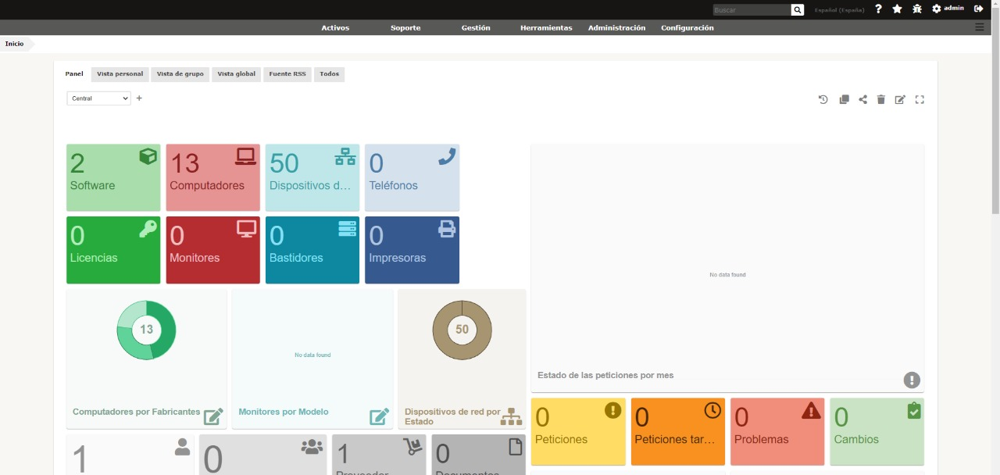 Buscar
Español (España)
admin
Activos
Soporte
Gestión
Herramientas
Administración
Configuración
Inicio
Panel
Vista personal
Vista de grupo
Vista global
Fuente RSS
Todos
Central
2
Software
13
Computadores
50
Dispositivos d...
0
Teléfonos
0
Licencias
0
Monitores
0
Bastidores
0
Impresoras
No data found
Estado de las peticiones por mes
13
Computadores por Fabricantes
No data found
Monitores por Modelo
50
Dispositivos de red por
Estado
0
Peticiones
0
Peticiones tar...
0
Problemas
0
Cambios
1
0
1
Proveedor
0
Documentos